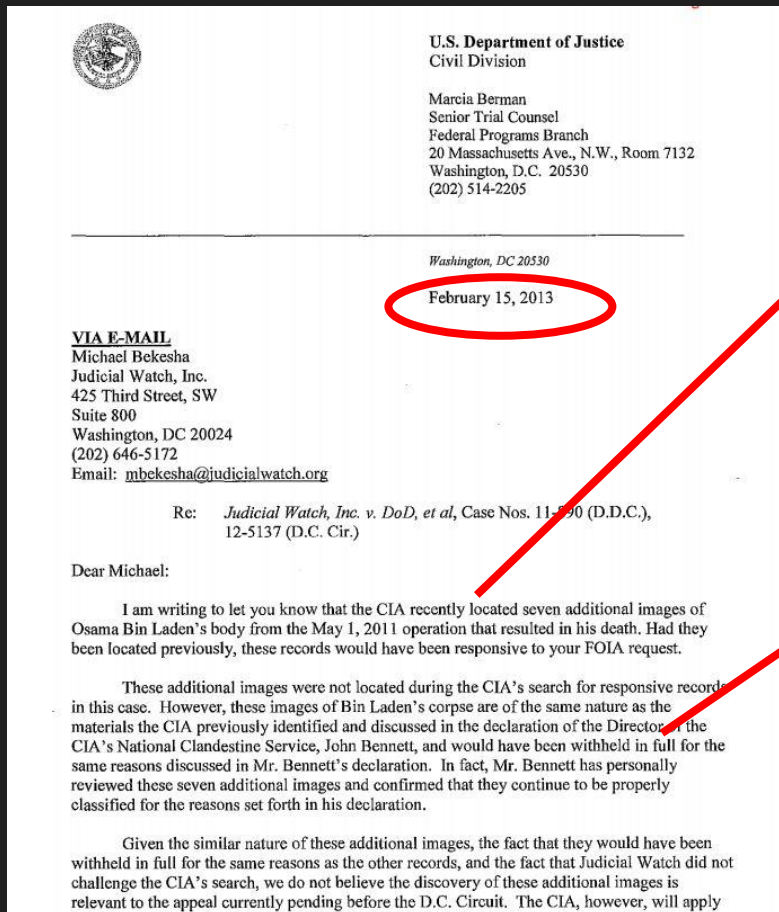 U.S. Department of Justice
Civil Division
Marcia Berman
Senior Trial Counsel
Federal Programs Branch
20 Massachusetts Ave., N.W., Room 7132
Washington, D.C. 20530
(202) 514-2205
Washington, DC 20530
February 15, 2013
VIA E-MAIL
Michael Bekesha
Judicial Watch, Inc.
425 Third Street, SW
Suite 800
Washington, DC 20024
(202) 646-5172
Email: mbekesha@judicialwatch.org
Re: Judicial Watch, Inc. v. DoD, et al, Case Nos. 11-890 (D.D.C.),
12-5137 (D.C. Cir.)
Dear Michael:
I am writing to let you know that the CIA recently located seven additional images of
Osama Bin Laden's body from the May 1, 2011 operation that resulted in his death. Had they
been located previously, these records would have been responsive to your FOIA request.
These additional images were not located during the CIA's search for responsive records
in this case. However, these images of Bin Laden's corpse are of the same nature as the
materials the CIA previously identified and discussed in the declaration of the Director of the
CIA's National Clandestine Service, John Bennett, and would have been withheld in full for the
same reasons discussed in Mr. Bennett's declaration. In fact, Mr. Bennett has personally
reviewed these seven additional images and confirmed that they continue to be properly
classified for the reasons set forth in his declaration.
Given the similar nature of these additional images, the fact that they would have been
withheld in full for the same reasons as the other records, and the fact that Judicial Watch did not
challenge the CIA's search, we do not believe the discovery of these additional images is
relevant to the appeal currently pending before the D.C. Circuit. The CIA, however, will apply